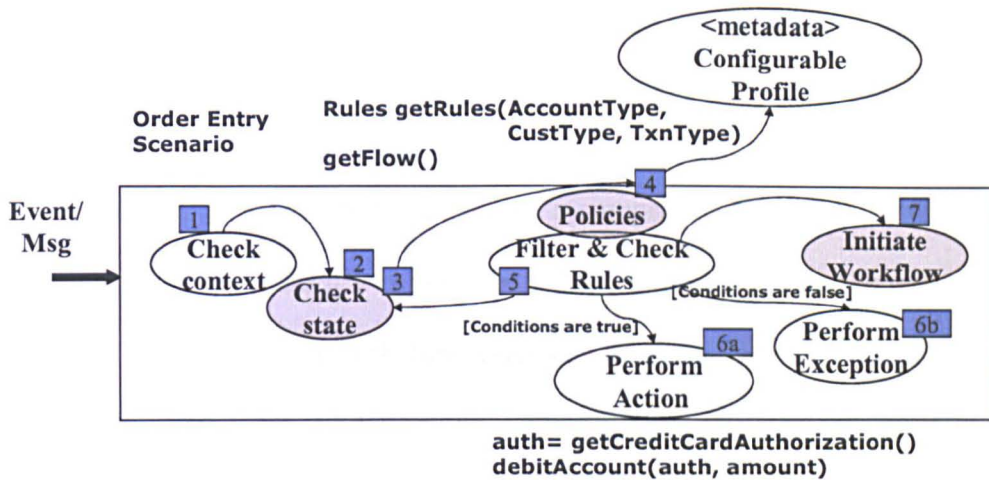 <metadata>
Configurable
Profile
Order Entry
Scenario
Rules getRules(AccountType,
CustType, TxnType)
getFlow()
Event/
Msg
1
Check
context
2
Check
state
3
4
Policies
Filter & Check
Rules
5
7
Initiate
Workflow
[Conditions are false]
[Conditions are true]
6a
Perform
Action
6b
Perform
Exception
auth= getCreditCardAuthorization()
debitAccount(auth, amount)